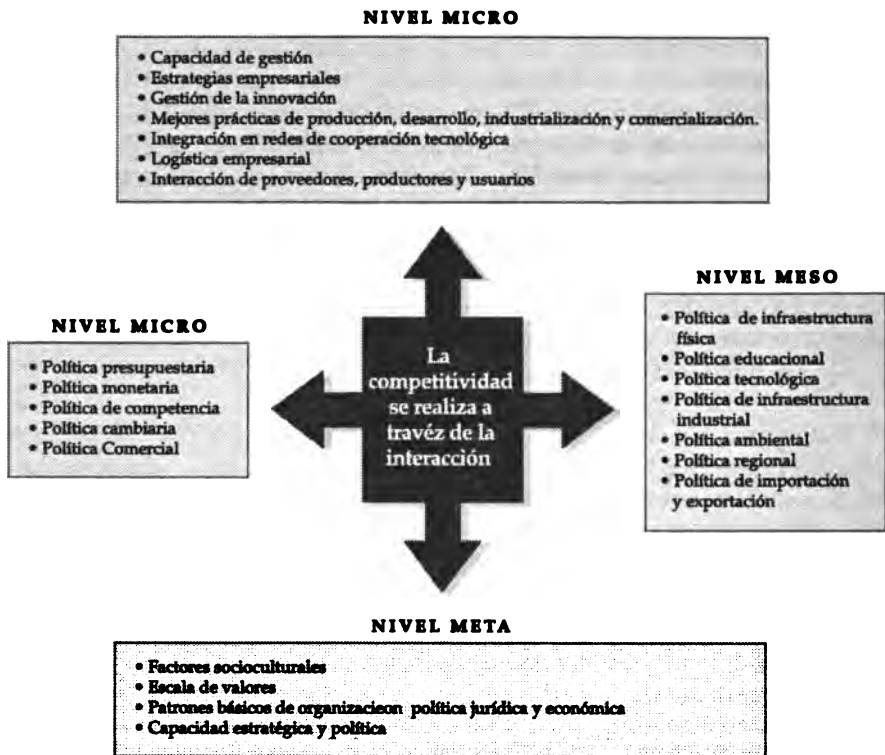 NIVEL MICRO
• Capacidad de gestión
• Estrategias empresariales
• Gestión de la innovación
• Mejores prácticas de producción, desarrollo, industrialización y comercialización.
• Integración en redes de cooperación tecnológica
• Logística empresarial
• Interacción de proveedores, productores y usuarios
NIVEL MICRO
• Política presupuestaria
• Política monetaria
• Política de competencia
• Política cambiaria
• Política Comercial
La
competitividad
se realiza a
travéz de la
interacción
NIVEL MESO
• Política de infraestructura
física
• Política educacional
• Política tecnológica
• Política de infraestructura
industrial
• Política ambiental
• Política regional
• Política de importación
y exportación
NIVEL META
• Factores socioculturales
• Escala de valores
• Patrones básicos de organizacieon política jurídica y económica
• Capacidad estratégica y política